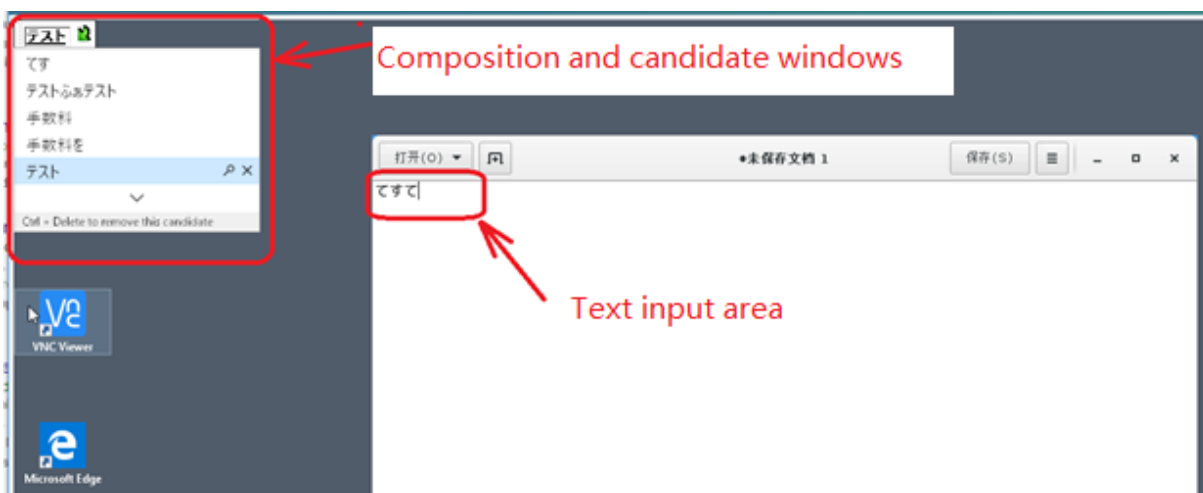 テスト
Composition and candidate windows
てす
テストふぁテスト
手数料
手数料を
テスト
Ctrl + Delete to remove this candidate
打开(O)
•未保存文档 1
保存(S)
てすて
Text input area
VNC Viewer
Microsoft Edge